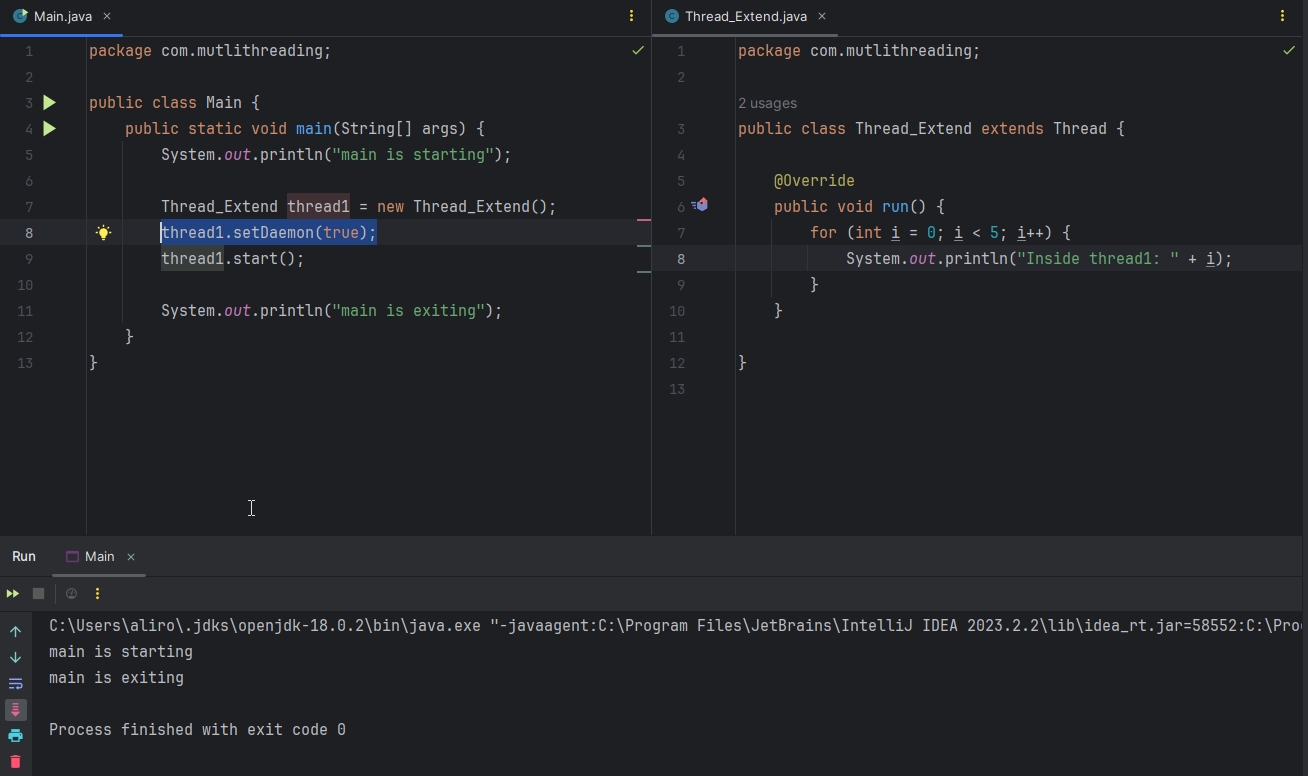 Main.java
1 package com.mutlithreading;
2
3 public class Main {
4 public static void main(String[] args) {
5 System.out.println("main is starting");
6
7 Thread_Extend thread1 = new Thread_Extend();
8 thread1.setDaemon(true);
9 thread1.start();
10
11 System.out.println("main is exiting");
12 }
13 }
Thread_Extend.java
1 package com.mutlithreading;
2
2 usages
3 public class Thread_Extend extends Thread {
4
5 @Override
6 public void run() {
7 for (int i = 0; i < 5; i++) {
8 System.out.println("Inside thread1: " + i);
9 }
10 }
11
12 }
13
Run Main
C:\Users\aliro\.jdks\openjdk-18.0.2\bin\java.exe "-javaagent:C:\Program Files\JetBrains\IntelliJ IDEA 2023.2.2\lib\idea_rt.jar=58552:C:\Pro
main is starting
main is exiting
Process finished with exit code 0